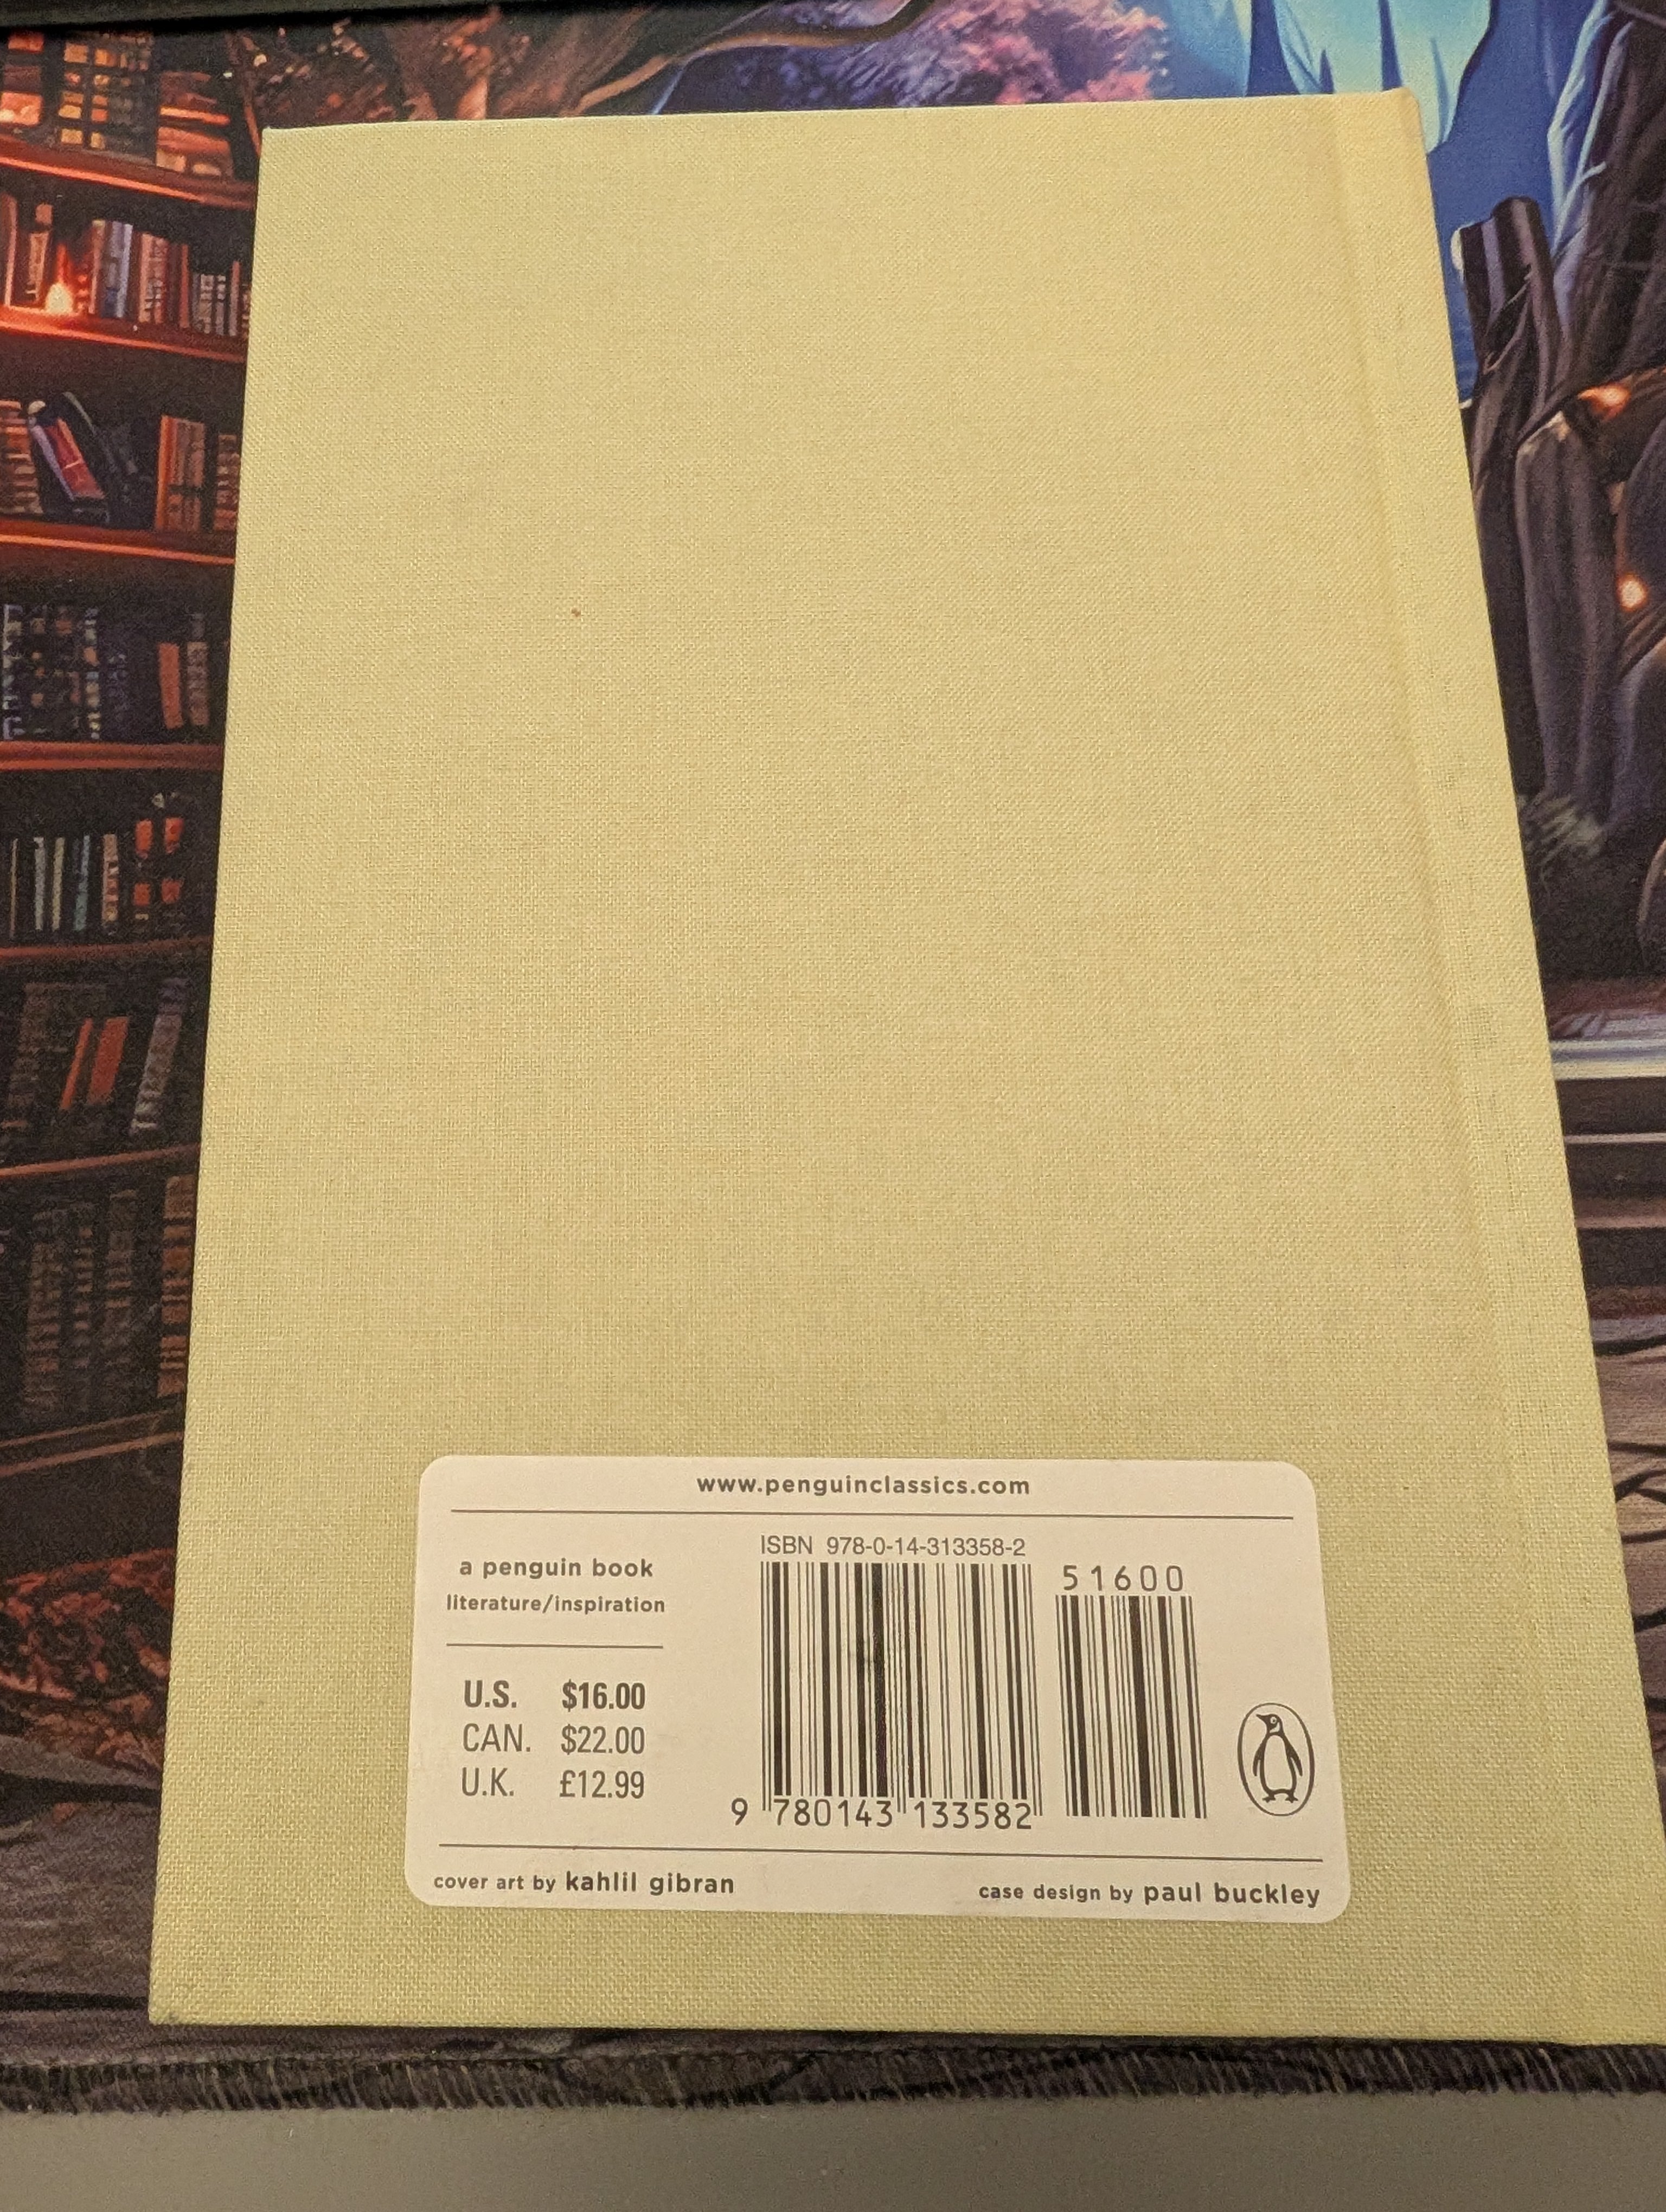 www.penguinclassics.com
a penguin book
literature/inspiration
U.S. $16.00
CAN. $22.00
U.K. £12.99
ISBN 978-0-14-313358-2
51600
9 780143 133582
cover art by kahlil gibran
case design by paul buckley